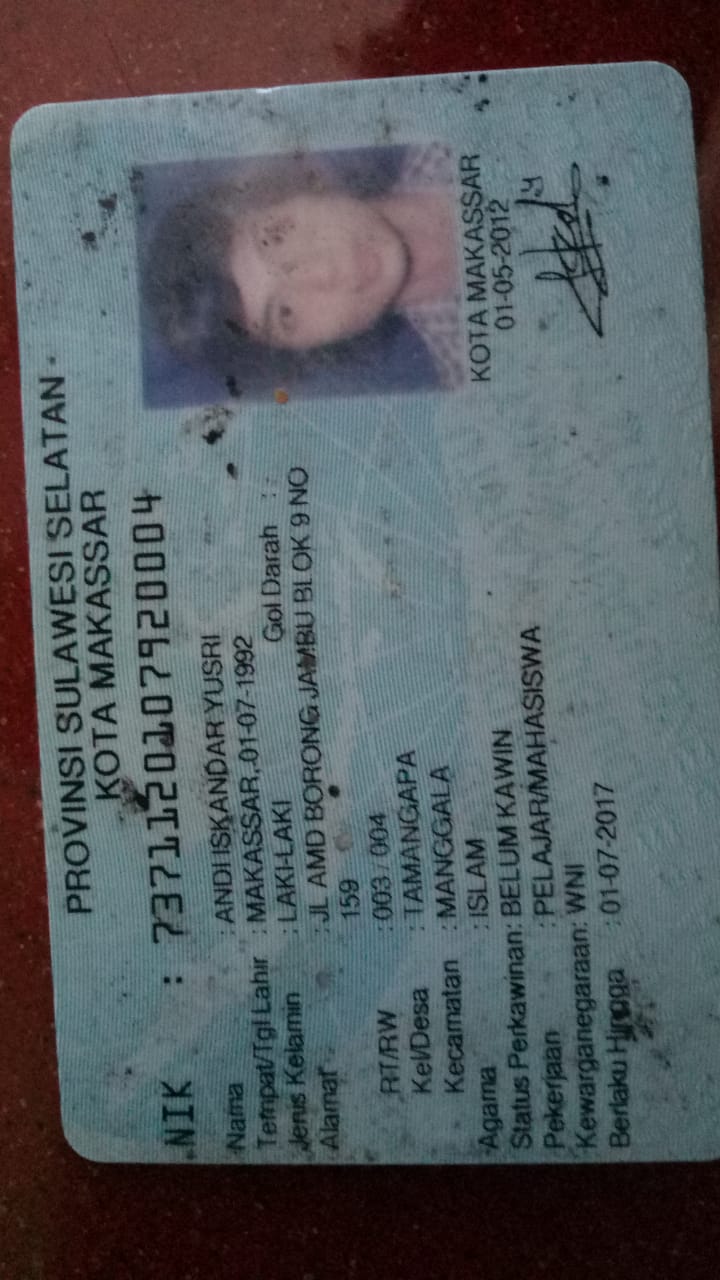 PROVINSI SULAWESI SELATAN
KOTA MAKASSAR
NIK : 7371120107920004
Nama : ANDI ISKANDAR YUSRI
Tempat/Tgl Lahir : MAKASSAR, 01-07-1992
Jenis Kelamin : LAKI-LAKI Gol Darah : -
Alamat : JL AMD BORONG JAMBU BLOK 9 NO
159
RT/RW : 003 / 004
Kel/Desa : TAMANGAPA
Kecamatan : MANGGALA
Agama : ISLAM
Status Perkawinan: BELUM KAWIN
Pekerjaan : PELAJAR/MAHASISWA
Kewarganegaraan: WNI
Berlaku Hingga : 01-07-2017
KOTA MAKASSAR
01-05-2012